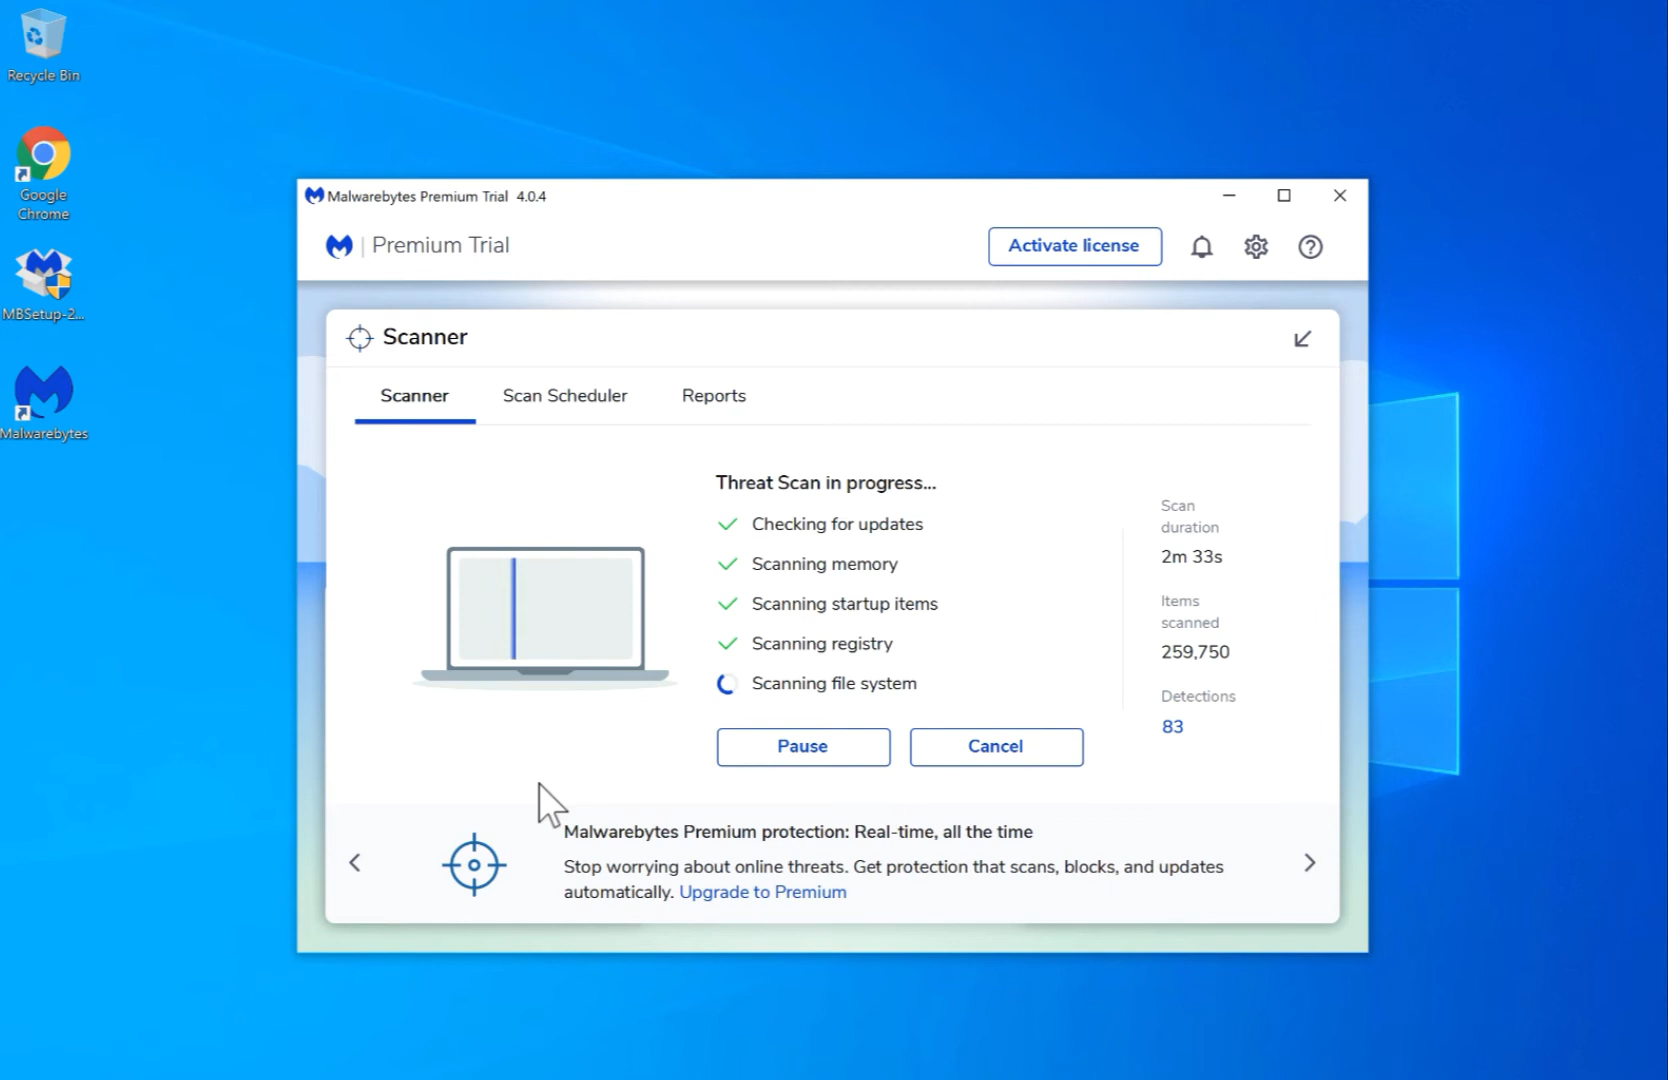 Recycle Bin
Google
Chrome
MBSetup-2...
Malwarebytes
Malwarebytes Premium Trial 4.0.4
Premium Trial
Activate license
Scanner
Scanner
Scan Scheduler
Reports
Threat Scan in progress...
Checking for updates
Scanning memory
Scanning startup items
Scanning registry
Scanning file system
Pause
Cancel
Scan
duration
2m 33s
Items
scanned
259,750
Detections
83
Malwarebytes Premium protection: Real-time, all the time
Stop worrying about online threats. Get protection that scans, blocks, and updates
automatically. Upgrade to Premium